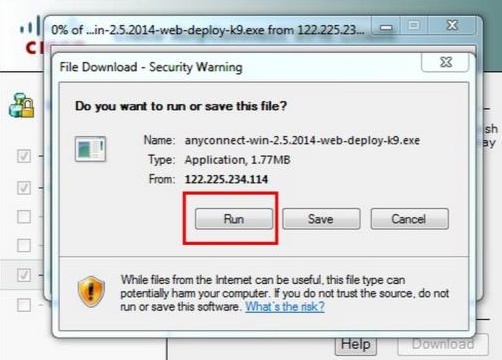 0% of ...in-2.5.2014-web-deploy-k9.exe from 122.225.23...
File Download - Security Warning
Do you want to run or save this file?
Name: anyconnect-win-2.5.2014-web-deploy-k9.exe
Type: Application, 1.77MB
From: 122.225.234.114
Run Save Cancel
While files from the Internet can be useful, this file type can
potentially harm your computer. If you do not trust the source, do not
run or save this software. What's the risk?
Help Download